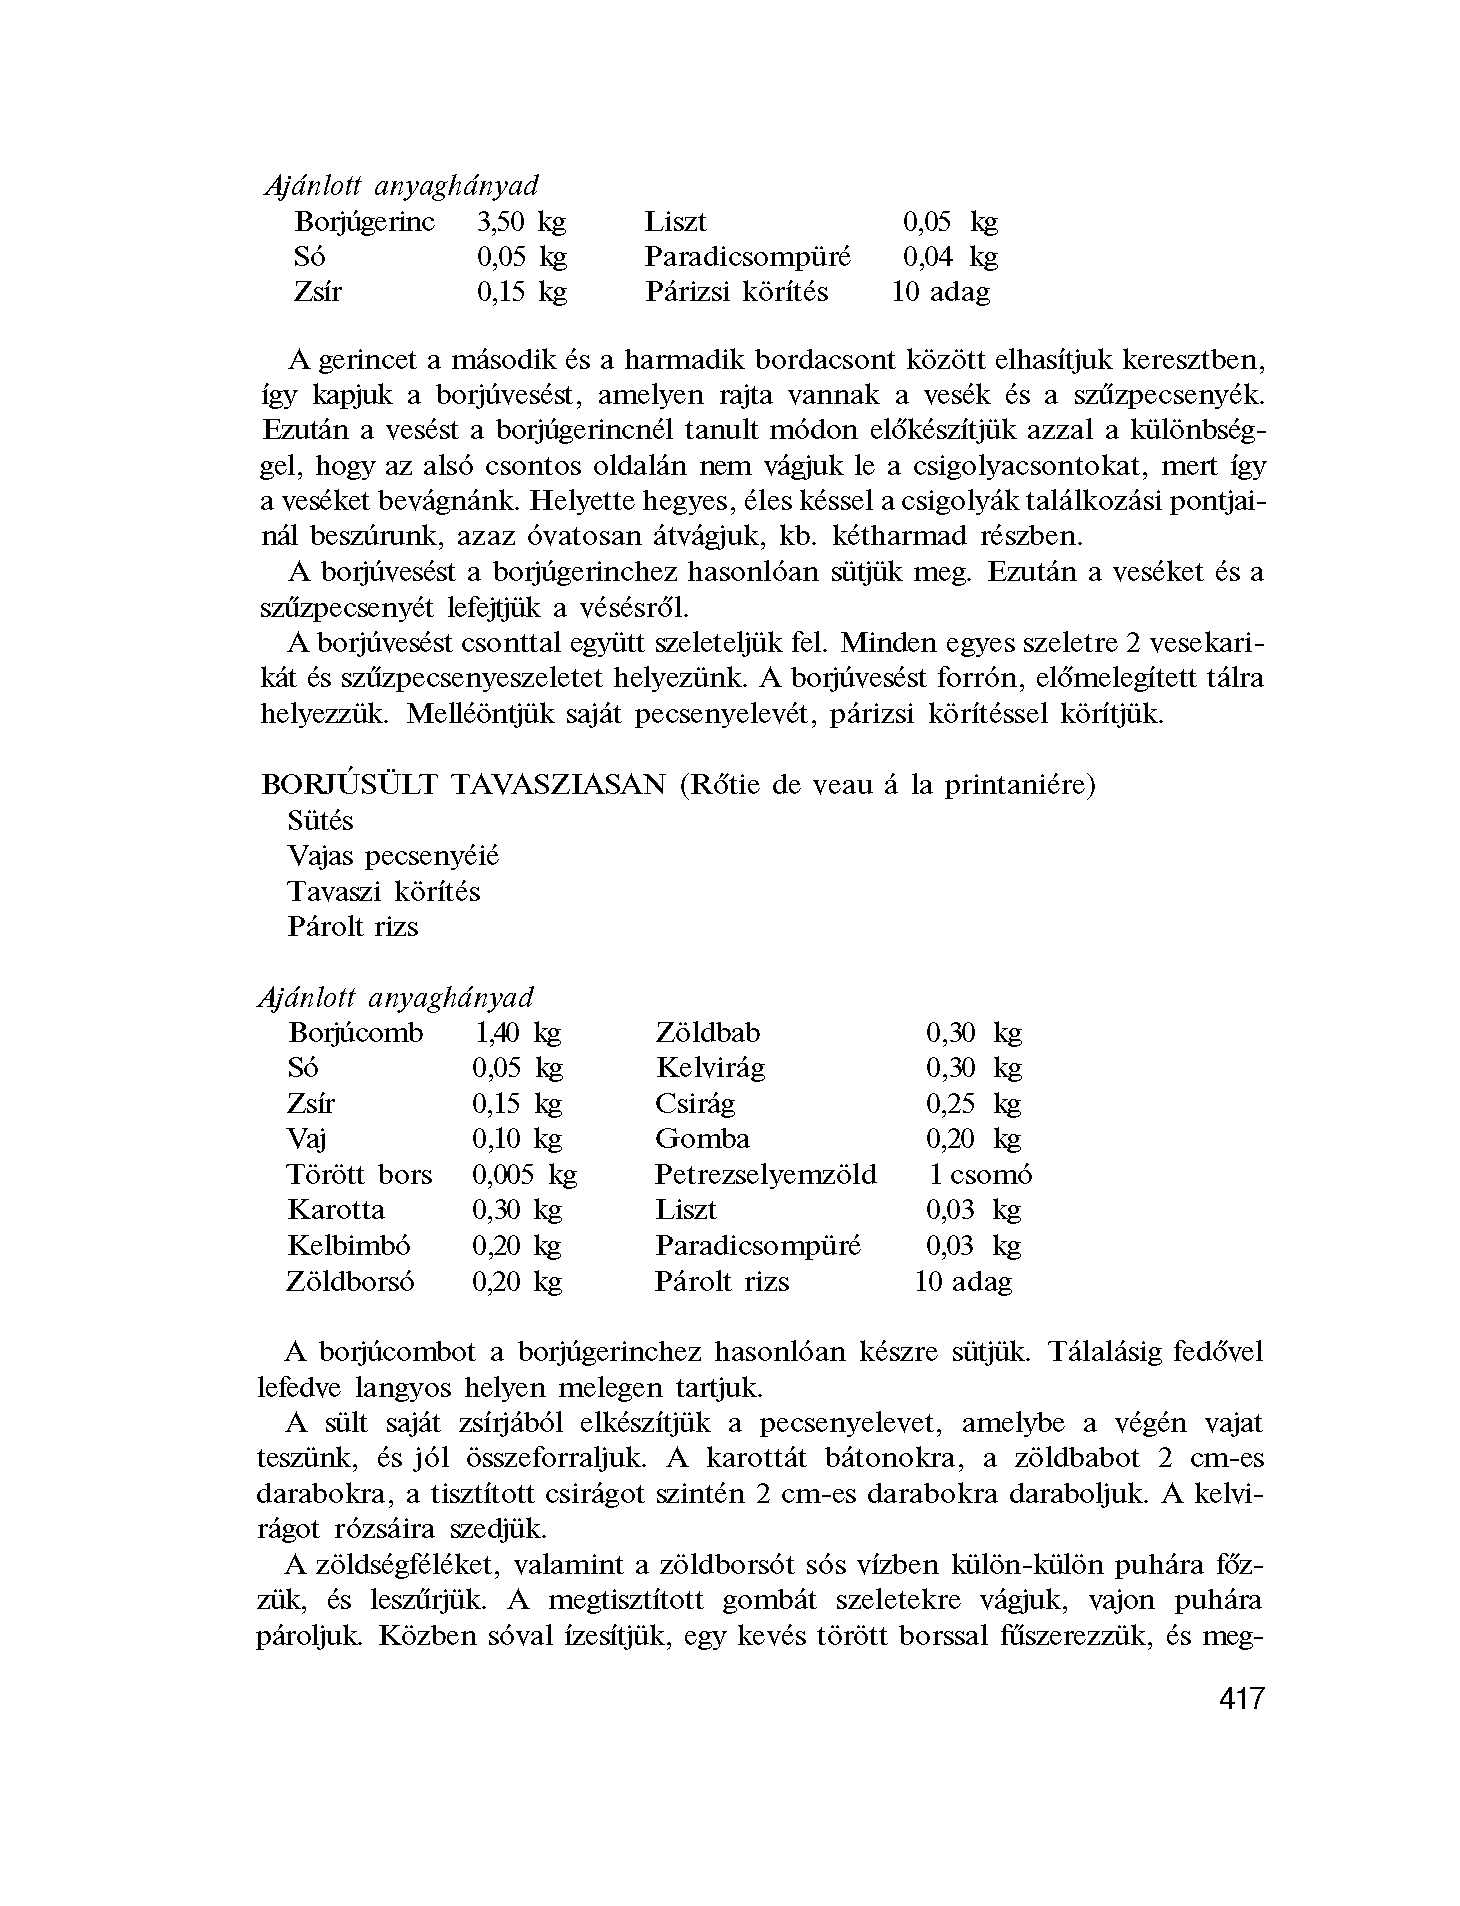 Ajánlott anyaghányad
Borjúgerinc 3,50 kg Liszt 0,05 kg
Só 0,05 kg Paradicsompüré 0,04 kg
Zsír 0,15 kg Párizsi körítés 10 adag
A gerincet a második és a harmadik bordacsont között elhasítjuk keresztben,
így kapjuk a borjúvesést, amelyen rajta vannak a vesék és a szűzpecsenyék.
Ezután a vesést a borjúgerincnél tanult módon előkészítjük azzal a különbség-
gel, hogy az alsó csontos oldalán nem vágjuk le a csigolyacsontokat, mert így
a veséket bevágnánk. Helyette hegyes, éles késsel a csigolyák találkozási pontjai-
nál beszúrunk, azaz óvatosan átvágjuk, kb. kétharmad részben.
A borjúvesést a borjúgerinchez hasonlóan sütjük meg. Ezután a veséket és a
szűzpecsenyét lefejtjük a vésésről.
A borjúvesést csonttal együtt szeleteljük fel. Minden egyes szeletre 2 vesekari-
kát és szűzpecsenyeszeletet helyezünk. A borjúvesést forrón, előmelegített tálra
helyezzük. Melléöntjük saját pecsenyelevét, párizsi körítéssel körítjük.
BORJÚSÜLT TAVASZIASAN (Rőtie de veau á la printaniére)
Sütés
Vajas pecsenyéié
Tavaszi körítés
Párolt rizs
Ajánlott anyaghányad
Borjúcomb 1,40 kg Zöldbab 0,30 kg
Só 0,05 kg Kelvirág 0,30 kg
Zsír 0,15 kg Csirág 0,25 kg
Vaj 0,10 kg Gomba 0,20 kg
Törött bors 0,005 kg Petrezselyemzöld 1 csomó
Karotta 0,30 kg Liszt 0,03 kg
Kelbimbó 0,20 kg Paradicsompüré 0,03 kg
Zöldborsó 0,20 kg Párolt rizs 10 adag
A borjúcombot a borjúgerinchez hasonlóan készre sütjük. Tálalásig fedővel
lefedve langyos helyen melegen tartjuk.
A sült saját zsírjából elkészítjük a pecsenyelevet, amelybe a végén vajat
teszünk, és jól összeforraljuk. A karottát bátonokra, a zöldbabot 2 cm-es
darabokra, a tisztított csirágot szintén 2 cm-es darabokra daraboljuk. A kelvi-
rágot rózsáira szedjük.
A zöldségféléket, valamint a zöldborsót sós vízben külön-külön puhára főz-
zük, és leszűrjük. A megtisztított gombát szeletekre vágjuk, vajon puhára
pároljuk. Közben sóval ízesítjük, egy kevés törött borssal fűszerezzük, és meg-
417